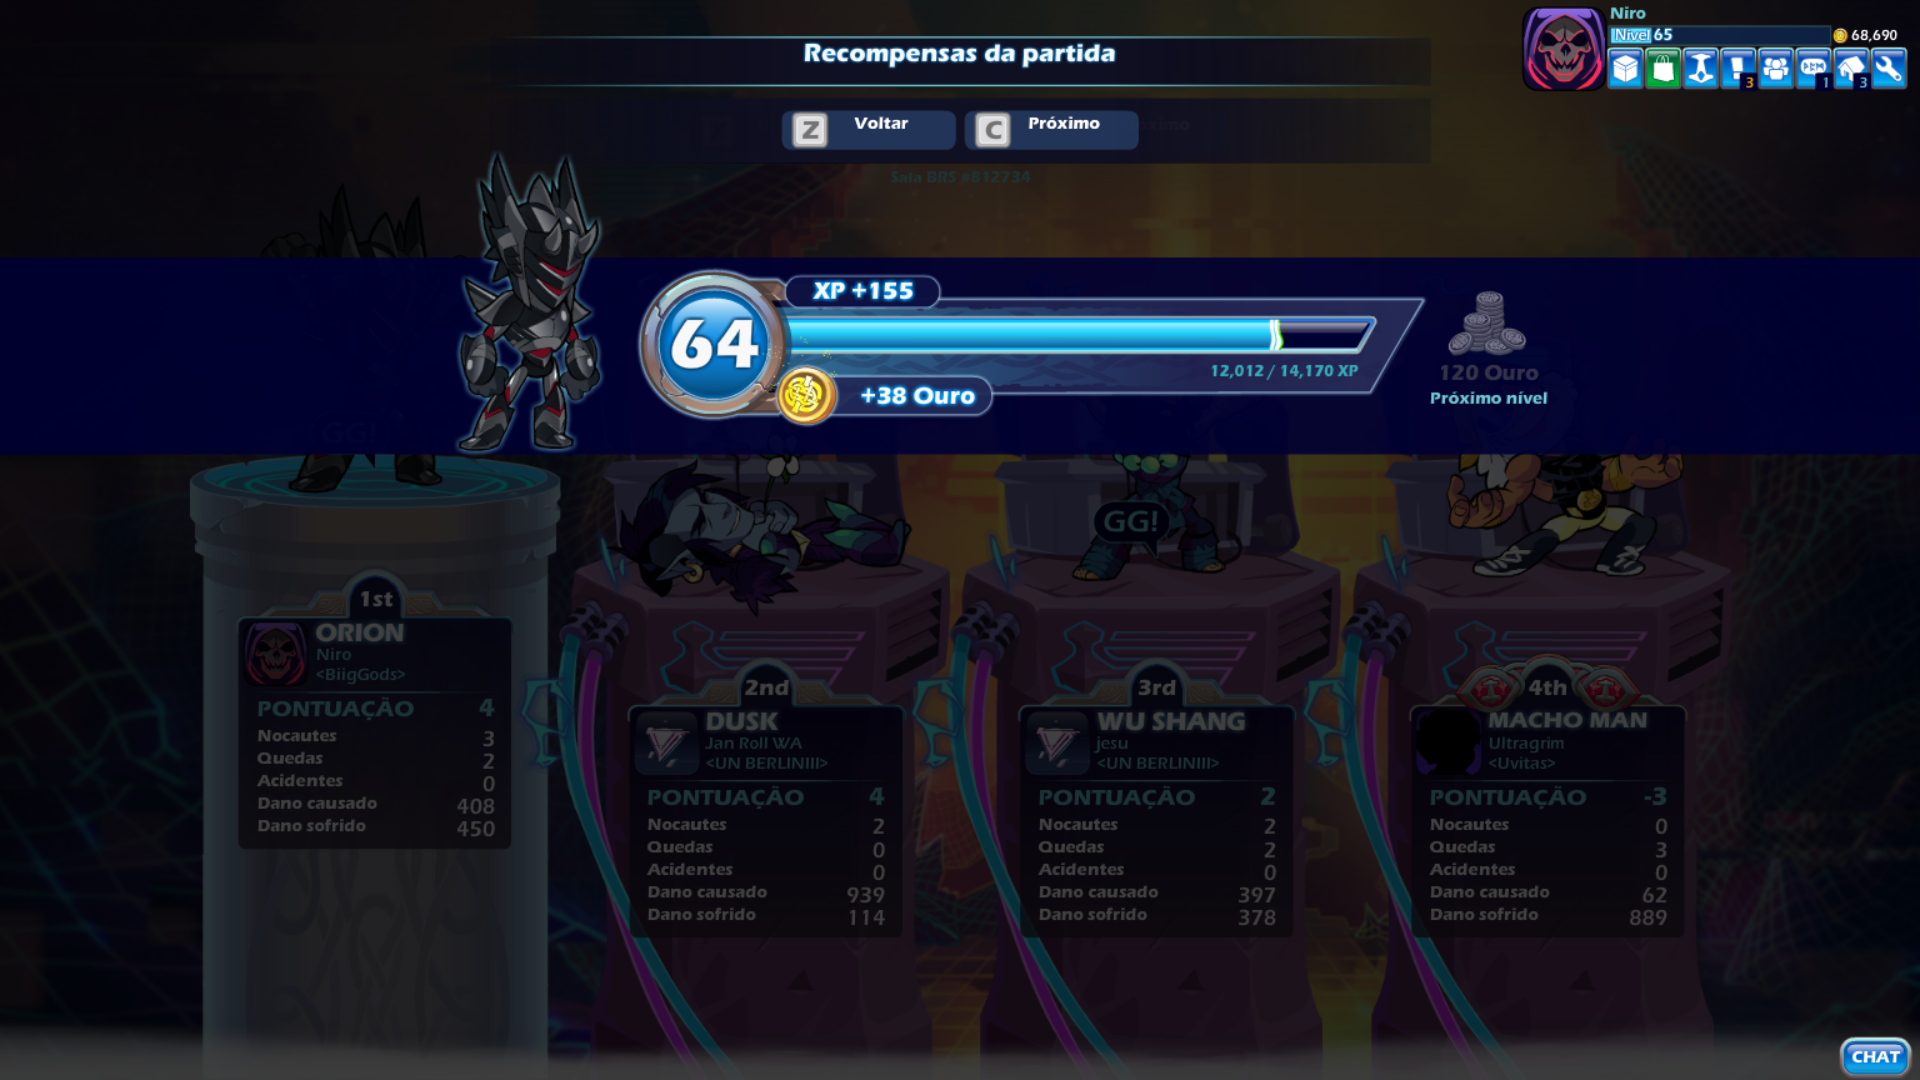 Niro
Nível 65
68,690
3
1
3
Recompensas da partida
Z Voltar
C Próximo
Sala BRS #812734
XP +155
64
12,012 / 14,170 XP
+38 Ouro
120 Ouro
Próximo nível
GG!
GG!
1st
ORION
Niro
<BiigGods>
PONTUAÇÃO 4
Nocautes 3
Quedas 2
Acidentes 0
Dano causado 408
Dano sofrido 450
2nd
DUSK
Jan Roll WA
<UN BERLINIII>
PONTUAÇÃO 4
Nocautes 2
Quedas 0
Acidentes 0
Dano causado 939
Dano sofrido 114
3rd
WU SHANG
jesu
<UN BERLINIII>
PONTUAÇÃO 2
Nocautes 2
Quedas 2
Acidentes 0
Dano causado 397
Dano sofrido 378
4th
MACHO MAN
Ultragrim
<Uvitas>
PONTUAÇÃO -3
Nocautes 0
Quedas 3
Acidentes 0
Dano causado 62
Dano sofrido 889
CHAT